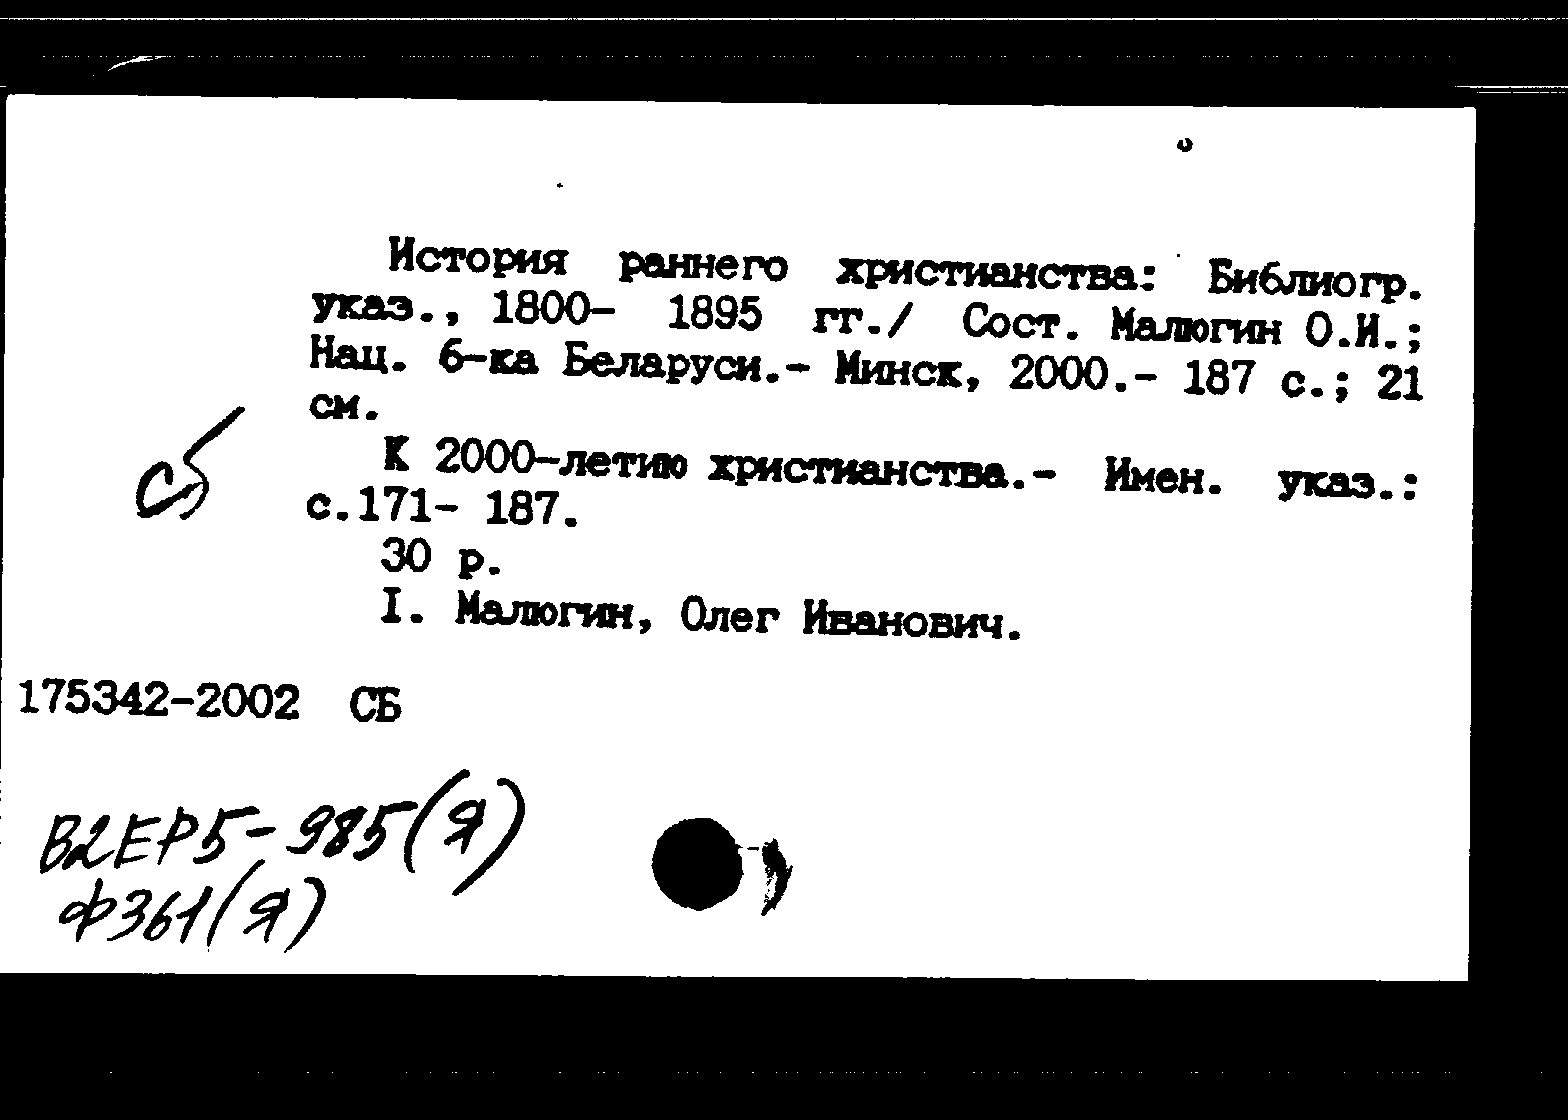 История раннего христианства: Библиогр.
указ., 1800- 1895 гг./ Сост. Малюгин О.И.;
Нац. б-ка Беларуси.- Минск, 2000.- 187 с.; 21
см.
сб
К 2000-летию христианства.- Имен. указ.:
с.171- 187.
30 р.
I. Малюгин, Олег Иванович.
175342-2002 СБ
В2ЕР5-985(Я)
Ф361(Я)